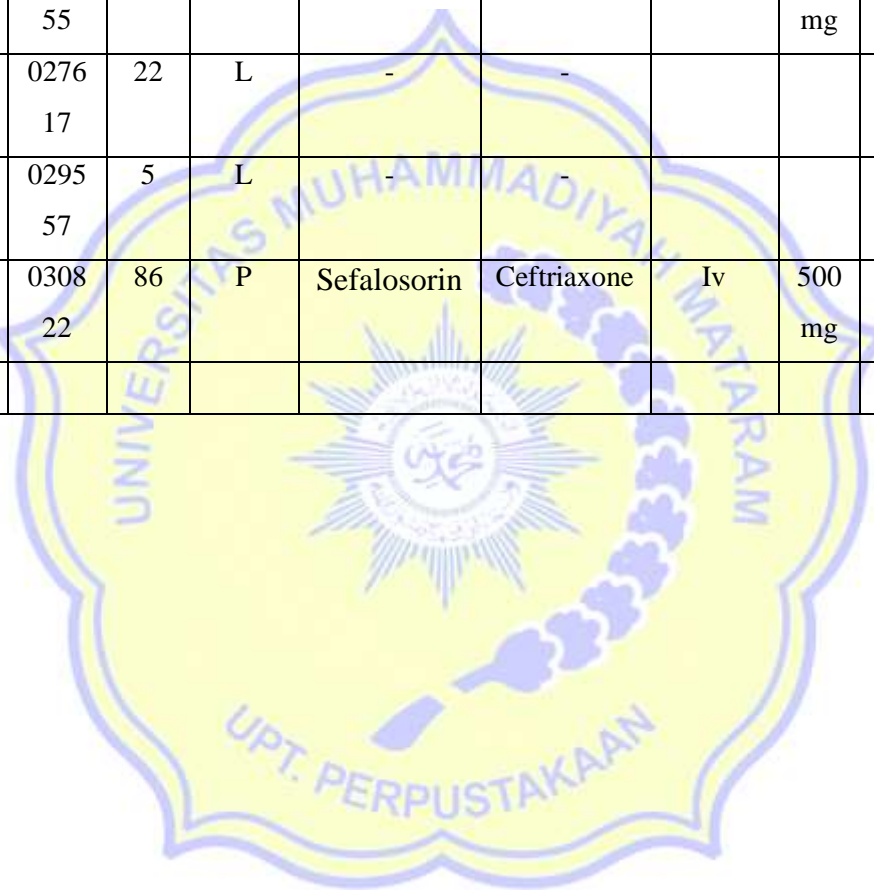 55 mg
0276 22 L - -
17
0295 5 L - -
57
0308 86 P Sefalosorin Ceftriaxone Iv 500
22 mg
UNIVERSITAS MUHAMMADIYAH MATARAM
UPT. PERPUSTAKAAN